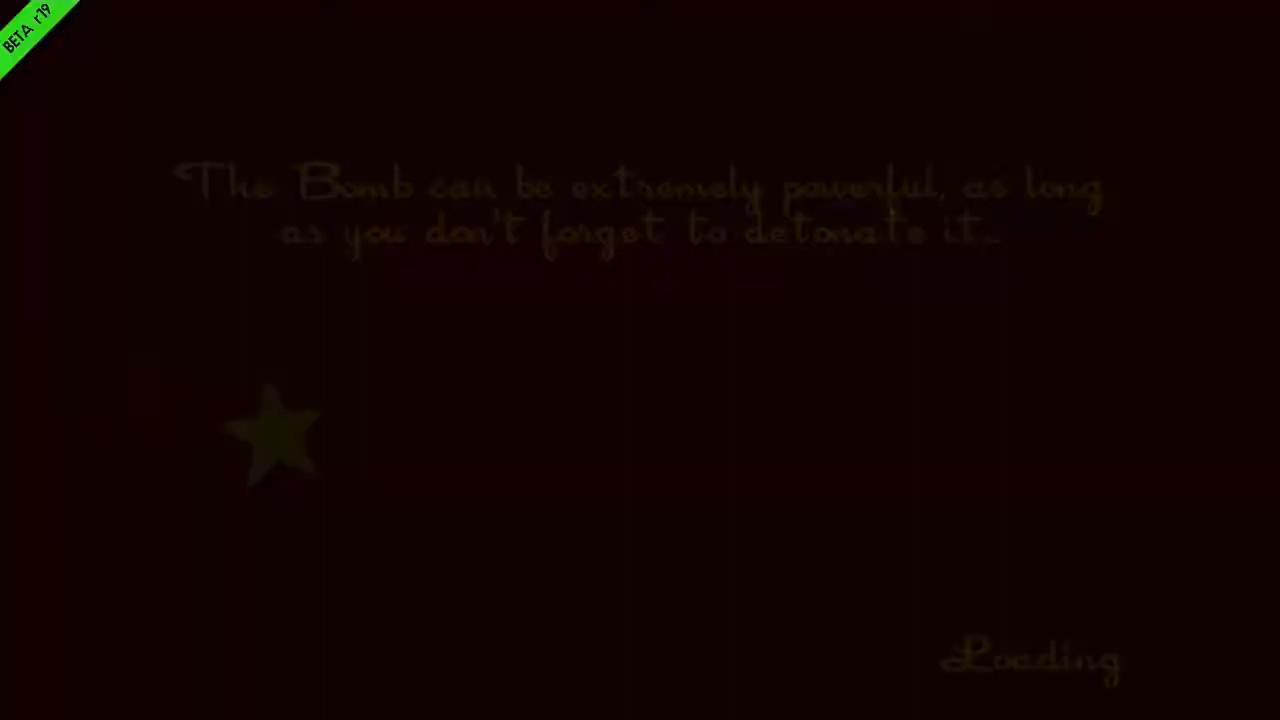 BETA r19
The Bomb can be extremely powerful, as long
as you don't forget to detonate it..
Loading